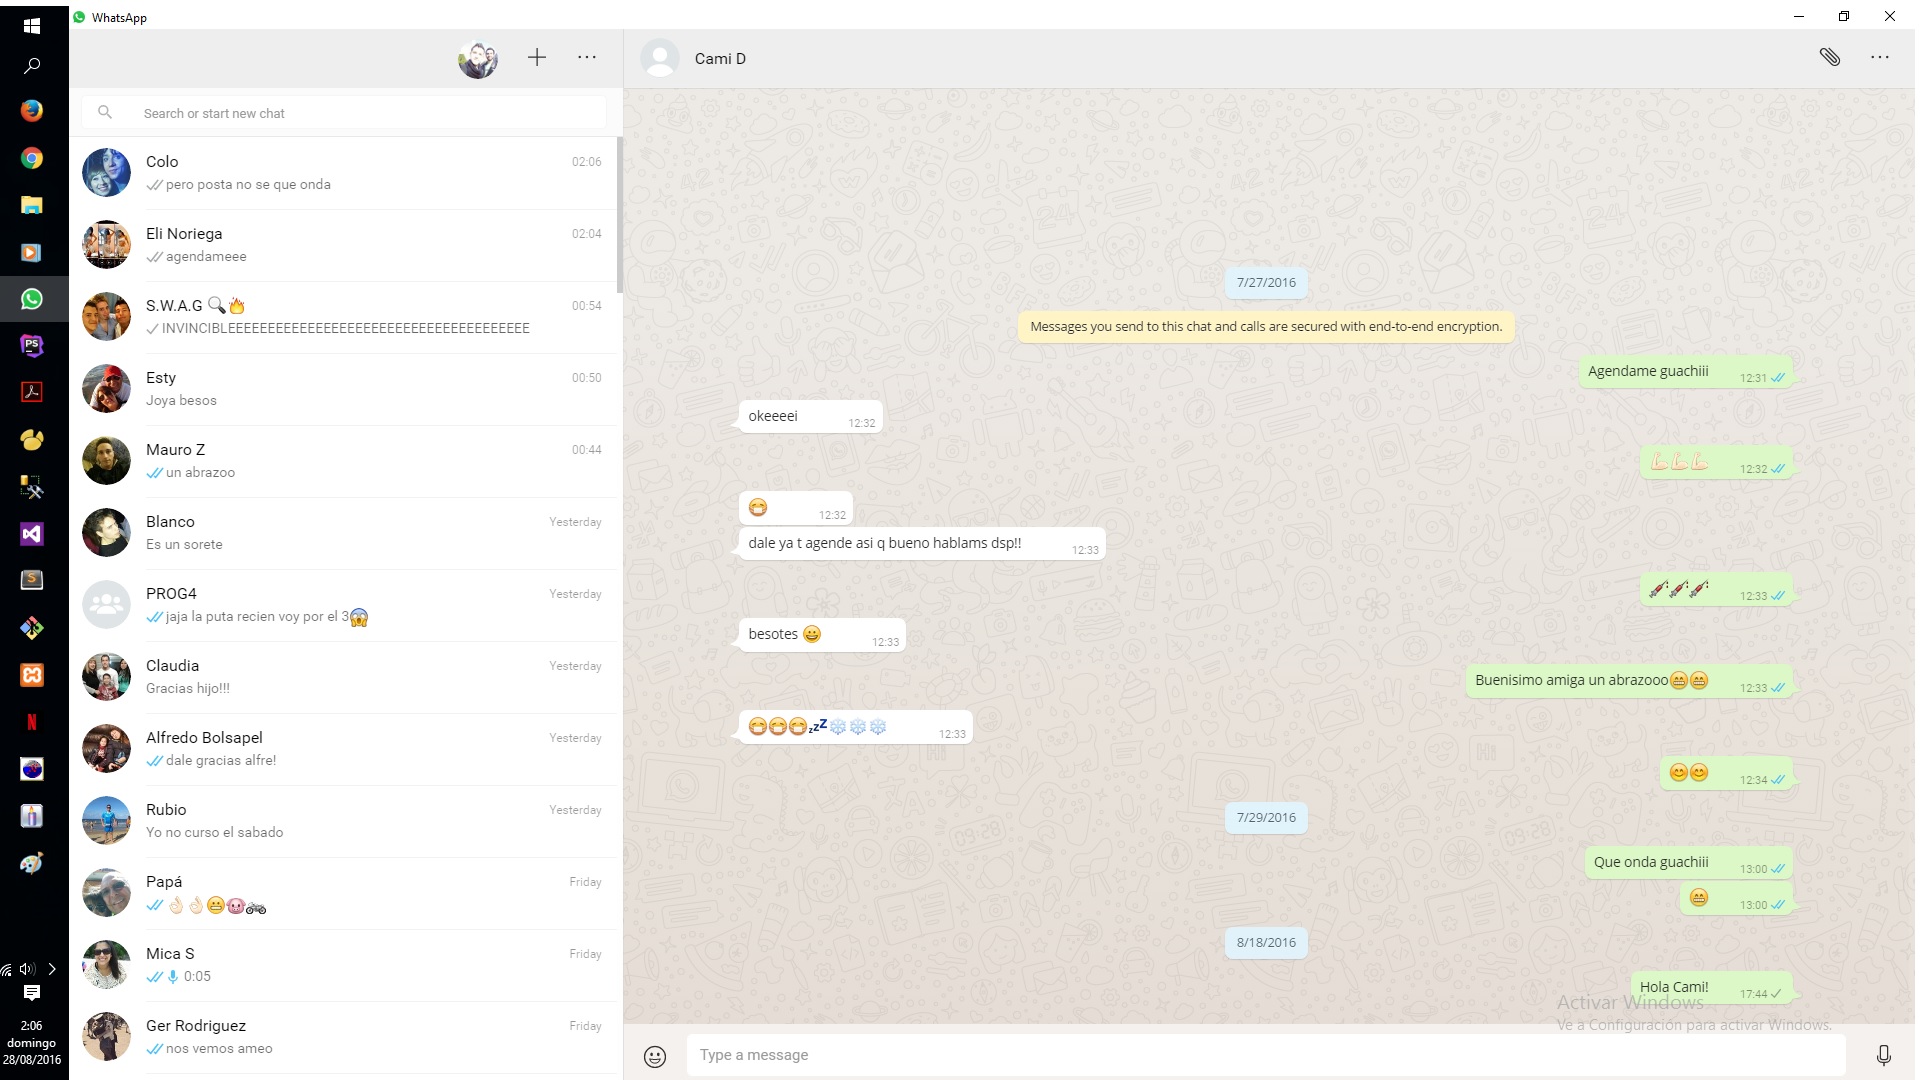 WhatsApp
Search or start new chat
Colo 02:06
pero posta no se que onda
Eli Noriega 02:04
agendameee
S.W.A.G 🔍🔥 00:54
INVINCIBLEEEEEEEEEEEEEEEEEEEEEEEEEEEEEEEEEEEEEEE
Esty 00:50
Joya besos
Mauro Z 00:44
un abrazoo
Blanco Yesterday
Es un sorete
PROG4 Yesterday
jaja la puta recien voy por el 3😱
Claudia Yesterday
Gracias hijo!!!
Alfredo Bolsapel Yesterday
dale gracias alfre!
Rubio Yesterday
Yo no curso el sabado
Papá Friday
👌🏻👌🏻😬🐷🏍
Mica S Friday
0:05
Ger Rodriguez Friday
nos vemos ameo
Cami D
7/27/2016
Messages you send to this chat and calls are secured with end-to-end encryption.
Agendame guachiii 12:31
okeeeei 12:32
💪🏻💪🏻💪🏻 12:32
😷 12:32
dale ya t agende asi q bueno hablams dsp!! 12:33
💉💉💉 12:33
besotes 😀 12:33
Buenisimo amiga un abrazooo😁😁 12:33
😷😷😷💤❄❄❄ 12:33
😊😊 12:34
7/29/2016
Que onda guachiii 13:00
😁 13:00
8/18/2016
Hola Cami! 17:44
Activar Windows
Ve a Configuración para activar Windows.
Type a message
PS
S
N
2:06
domingo
28/08/2016